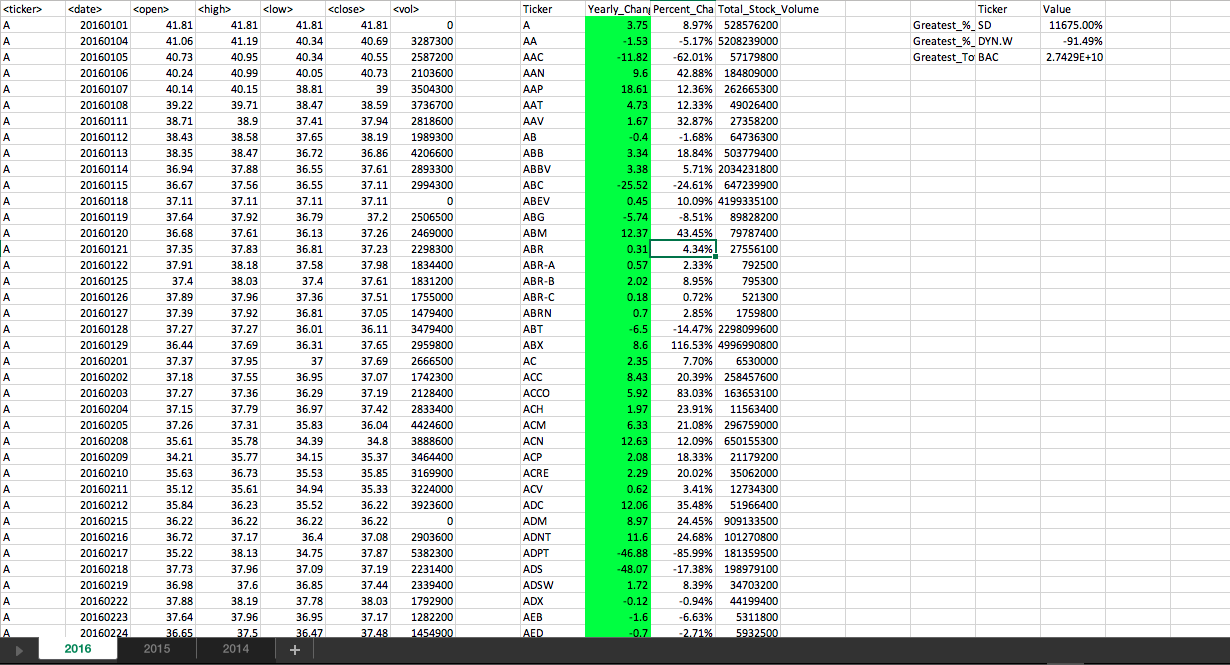 <ticker> <date> <open> <high> <low> <close> <vol> Ticker Yearly_Chang Percent_Cha Total_Stock_Volume Ticker Value
A 20160101 41.81 41.81 41.81 41.81 0 A 3.75 8.97% 528576200 Greatest_%_ SD 11675.00%
A 20160104 41.06 41.19 40.34 40.69 3287300 AA -1.53 -5.17% 5208239000 Greatest_%_ DYN.W -91.49%
A 20160105 40.73 40.95 40.34 40.55 2587200 AAC -11.82 -62.01% 57179800 Greatest_To BAC 2.7429E+10
A 20160106 40.24 40.99 40.05 40.73 2103600 AAN 9.6 42.88% 184809000
A 20160107 40.14 40.15 38.81 39 3504300 AAP 18.61 12.36% 262665300
A 20160108 39.22 39.71 38.47 38.59 3736700 AAT 4.73 12.33% 49026400
A 20160111 38.71 38.9 37.41 37.94 2818600 AAV 1.67 32.87% 27358200
A 20160112 38.43 38.58 37.65 38.19 1989300 AB -0.4 -1.68% 64736300
A 20160113 38.35 38.47 36.72 36.86 4206600 ABB 3.34 18.84% 503779400
A 20160114 36.94 37.88 36.55 37.61 2893300 ABBV 3.38 5.71% 2034231800
A 20160115 36.67 37.56 36.55 37.11 2994300 ABC -25.52 -24.61% 647239900
A 20160118 37.11 37.11 37.11 37.11 0 ABEV 0.45 10.09% 4199335100
A 20160119 37.64 37.92 36.79 37.2 2506500 ABG -5.74 -8.51% 89828200
A 20160120 36.68 37.61 36.13 37.26 2469000 ABM 12.37 43.45% 79787400
A 20160121 37.35 37.83 36.81 37.23 2298300 ABR 0.31 4.34% 27556100
A 20160122 37.91 38.18 37.58 37.98 1834400 ABR-A 0.57 2.33% 792500
A 20160125 37.4 38.03 37.4 37.61 1831200 ABR-B 2.02 8.95% 795300
A 20160126 37.89 37.96 37.36 37.51 1755000 ABR-C 0.18 0.72% 521300
A 20160127 37.39 37.92 36.81 37.05 1479400 ABRN 0.7 2.85% 1759800
A 20160128 37.27 37.27 36.01 36.11 3479400 ABT -6.5 -14.47% 2298099600
A 20160129 36.44 37.69 36.31 37.65 2959800 ABX 8.6 116.53% 4996990800
A 20160201 37.37 37.95 37 37.69 2666500 AC 2.35 7.70% 6530000
A 20160202 37.18 37.55 36.95 37.07 1742300 ACC 8.43 20.39% 258457600
A 20160203 37.27 37.36 36.29 37.19 2128400 ACCO 5.92 83.03% 163653100
A 20160204 37.15 37.79 36.97 37.42 2833400 ACH 1.97 23.91% 11563400
A 20160205 37.26 37.31 35.83 36.04 4424600 ACM 6.33 21.08% 296759000
A 20160208 35.61 35.78 34.39 34.8 3888600 ACN 12.63 12.09% 650155300
A 20160209 34.21 35.77 34.15 35.37 3464400 ACP 2.08 18.33% 21179200
A 20160210 35.63 36.73 35.53 35.85 3169900 ACRE 2.29 20.02% 35062000
A 20160211 35.12 35.61 34.94 35.33 3224000 ACV 0.62 3.41% 12734300
A 20160212 35.84 36.23 35.52 36.22 3923600 ADC 12.06 35.48% 51966400
A 20160215 36.22 36.22 36.22 36.22 0 ADM 8.97 24.45% 909133500
A 20160216 36.72 37.17 36.4 37.08 2903600 ADNT 11.6 24.68% 101270800
A 20160217 35.22 38.13 34.75 37.87 5382300 ADPT -46.88 -85.99% 181359500
A 20160218 37.73 37.96 37.09 37.19 2231400 ADS -48.07 -17.38% 198979100
A 20160219 36.98 37.6 36.85 37.44 2339400 ADSW 1.72 8.39% 34703200
A 20160222 37.88 38.19 37.78 38.03 1792900 ADX -0.12 -0.94% 44199400
A 20160223 37.64 37.96 36.95 37.17 1282200 AEB -1.6 -6.63% 5311800
A 20160224 36.65 37.5 36.47 37.48 1454900 AED -0.7 -2.71% 5932500
2016 2015 2014 +